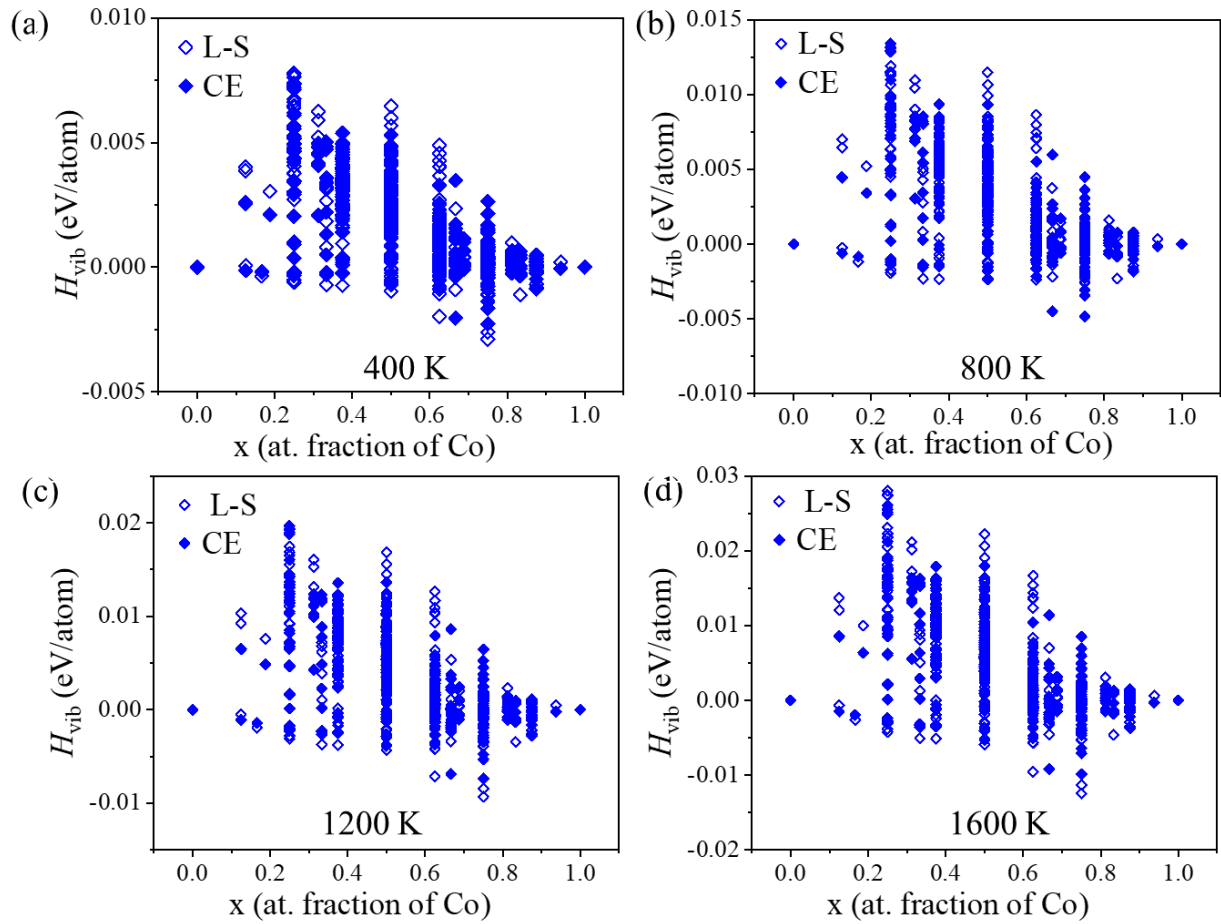 (a)
0.010
L-S
CE
0.005
0.000
-0.005
H_vib (eV/atom)
400 K
0.0 0.2 0.4 0.6 0.8 1.0
x (at. fraction of Co)
(b)
0.015
L-S
CE
0.010
0.005
0.000
-0.005
-0.010
H_vib (eV/atom)
800 K
0.0 0.2 0.4 0.6 0.8 1.0
x (at. fraction of Co)
(c)
L-S
0.02
CE
0.01
0.00
-0.01
H_vib (eV/atom)
1200 K
0.0 0.2 0.4 0.6 0.8 1.0
x (at. fraction of Co)
(d)
0.03
L-S
CE
0.02
0.01
0.00
-0.01
-0.02
H_vib (eV/atom)
1600 K
0.0 0.2 0.4 0.6 0.8 1.0
x (at. fraction of Co)